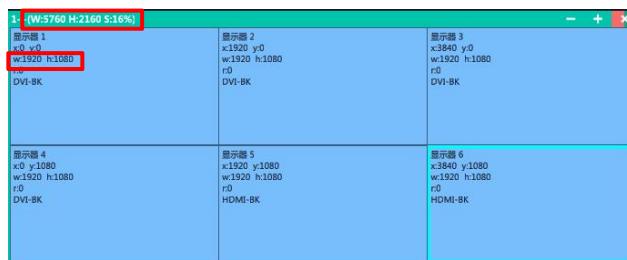 1--(W:5760 H:2160 S:16%)
显示器 1
x:0 y:0
w:1920 h:1080
r:0
DVI-BK
显示器 2
x:1920 y:0
w:1920 h:1080
r:0
DVI-BK
显示器 3
x:3840 y:0
w:1920 h:1080
r:0
DVI-BK
显示器 4
x:0 y:1080
w:1920 h:1080
r:0
DVI-BK
显示器 5
x:1920 y:1080
w:1920 h:1080
r:0
HDMI-BK
显示器 6
x:3840 y:1080
w:1920 h:1080
r:0
HDMI-BK